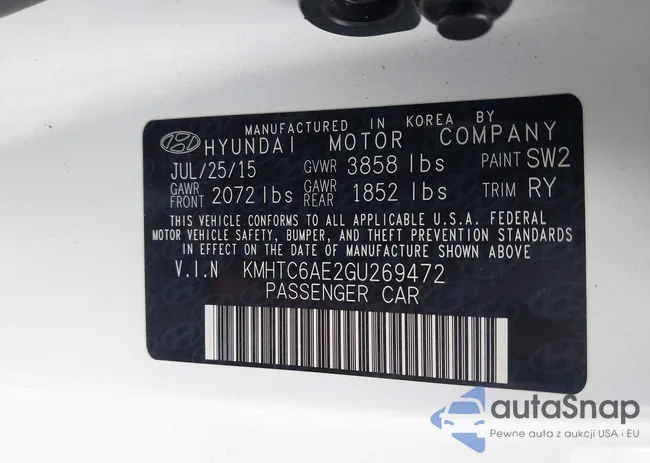 MANUFACTURED IN KOREA BY
HYUNDAI MOTOR COMPANY
JUL/25/15 GVWR 3858 lbs PAINT SW2
GAWR FRONT 2072 lbs GAWR REAR 1852 lbs TRIM RY
THIS VEHICLE CONFORMS TO ALL APPLICABLE U.S.A. FEDERAL
MOTOR VEHICLE SAFETY, BUMPER, AND THEFT PREVENTION STANDARDS
IN EFFECT ON THE DATE OF MANUFACTURE SHOWN ABOVE
V.I.N KMHTC6AE2GU269472
PASSENGER CAR
autaSnap
Pewne auta z aukcji USA i EU